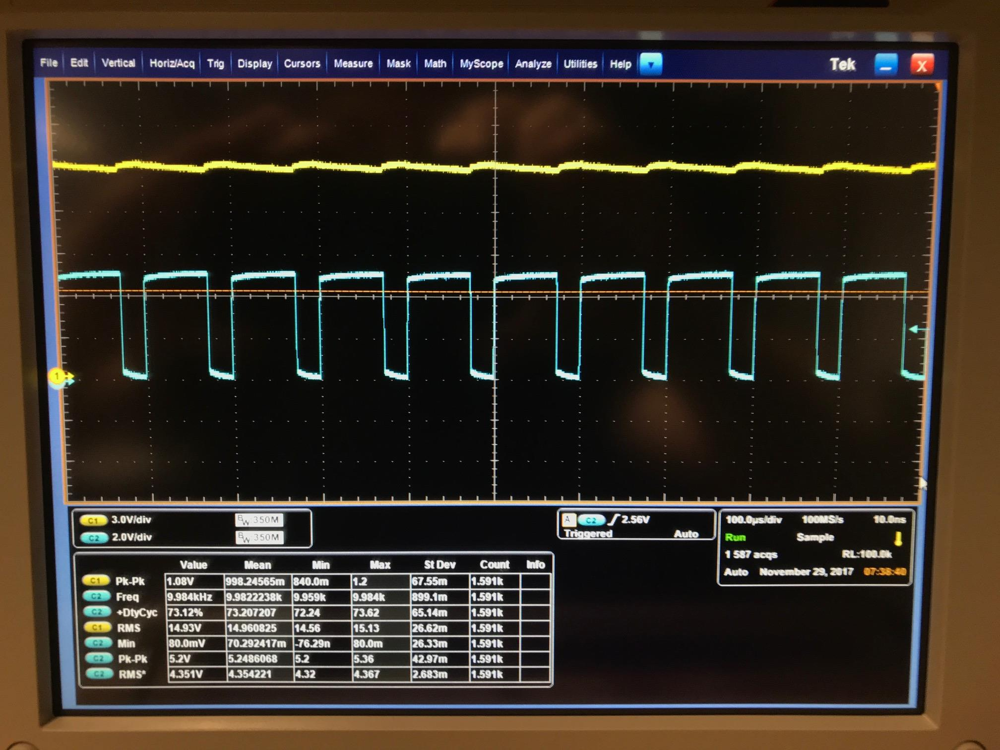 File Edit Vertical Horiz/Acq Trig Display Cursors Measure Mask Math MyScope Analyze Utilities Help Tek X
1
C1 3.0V/div BW:350M
C2 2.0V/div BW:350M
A C2 2.56V
Triggered Auto
100.0µs/div 100MS/s 10.0ns
Run Sample
1 587 acqs RL:100.0k
Auto November 29, 2017 07:38:40
Value Mean Min Max St Dev Count Info
C1 Pk-Pk 1.08V 998.24565m 840.0m 1.2 67.55m 1.591k
C2 Freq 9.984kHz 9.9822238k 9.959k 9.984k 899.1m 1.591k
C2 +DtyCyc 73.12% 73.207207 72.24 73.62 65.14m 1.591k
C1 RMS 14.93V 14.960825 14.56 15.13 26.62m 1.591k
C2 Min 80.0mV 70.292417m -76.29n 80.0m 26.33m 1.591k
C2 Pk-Pk 5.2V 5.2486068 5.2 5.36 42.97m 1.591k
C2 RMS* 4.351V 4.354221 4.32 4.367 2.683m 1.591k